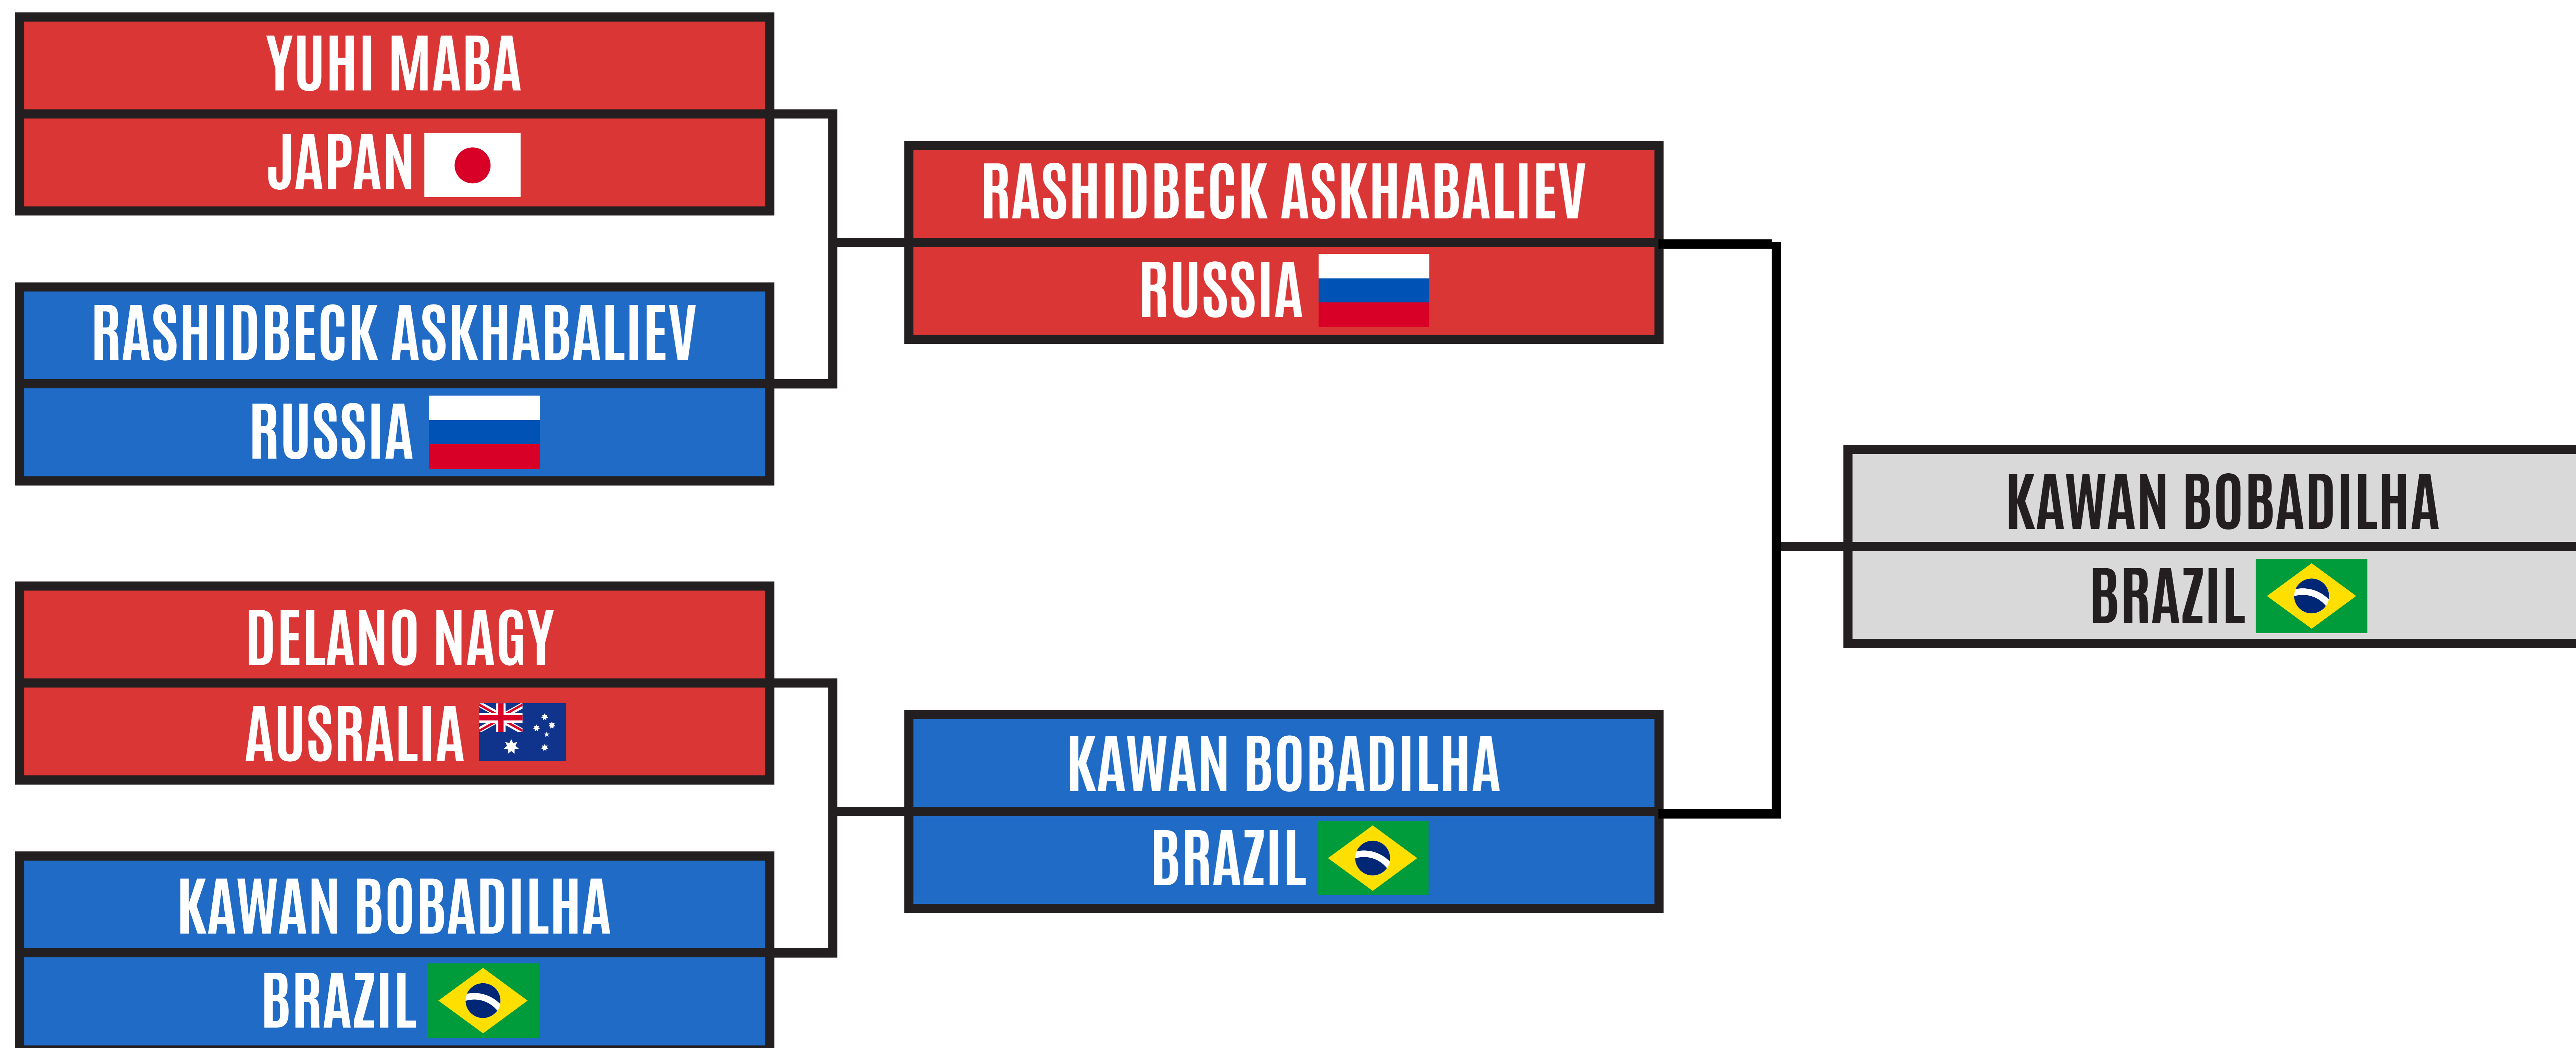 YUHI MABA
JAPAN
RASHIDBECK ASKHABALIEV
RUSSIA
DELANO NAGY
AUSRALIA
KAWAN BOBADILHA
BRAZIL
RASHIDBECK ASKHABALIEV
RUSSIA
KAWAN BOBADILHA
BRAZIL
KAWAN BOBADILHA
BRAZIL